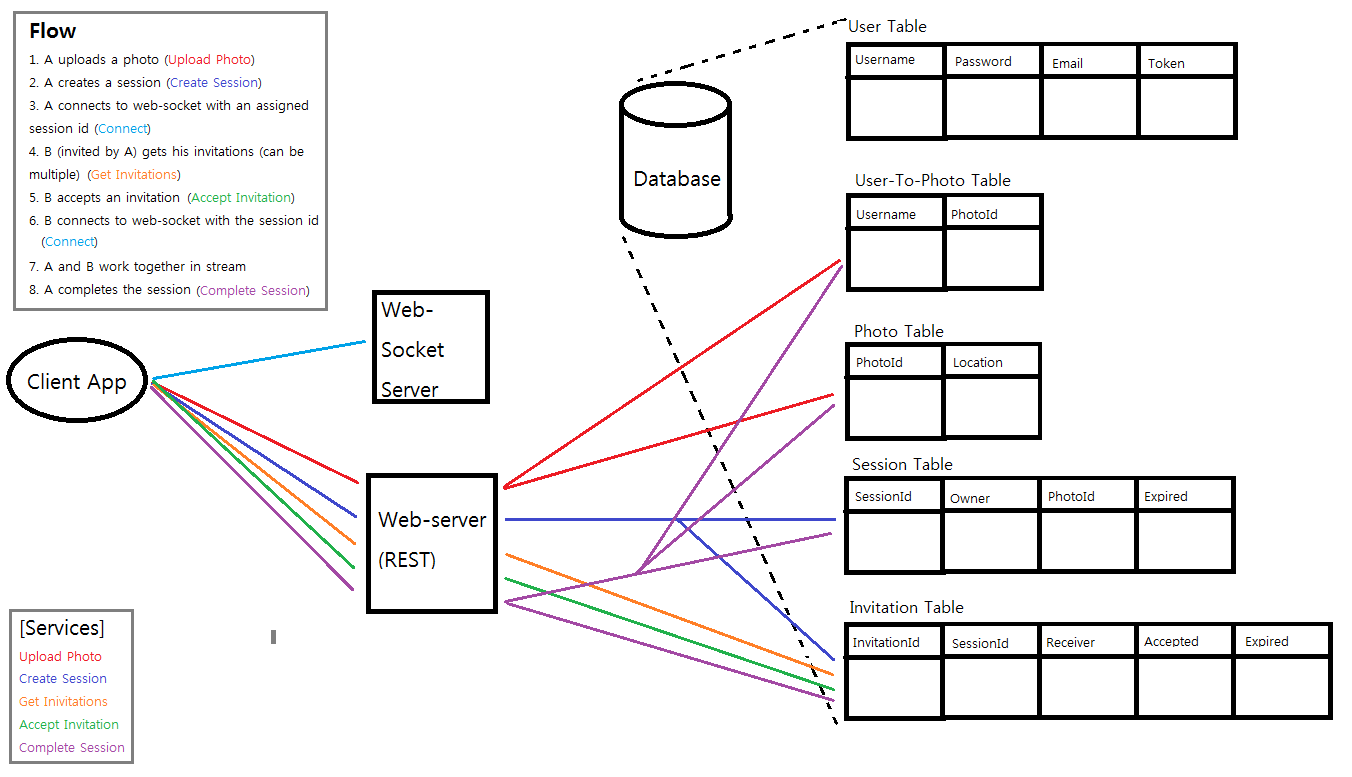 Flow
1. A uploads a photo (Upload Photo)
2. A creates a session (Create Session)
3. A connects to web-socket with an assigned
session id (Connect)
4. B (invited by A) gets his invitations (can be
multiple) (Get Invitations)
5. B accepts an invitation (Accept Invitation)
6. B connects to web-socket with the session id
(Connect)
7. A and B work together in stream
8. A completes the session (Complete Session)
Client App
Web-
Socket
Server
Web-server
(REST)
Database
User Table
Username Password Email Token
User-To-Photo Table
Username PhotoId
Photo Table
PhotoId Location
Session Table
SessionId Owner PhotoId Expired
Invitation Table
InvitationId SessionId Receiver Accepted Expired
[Services]
Upload Photo
Create Session
Get Inivitations
Accept Invitation
Complete Session